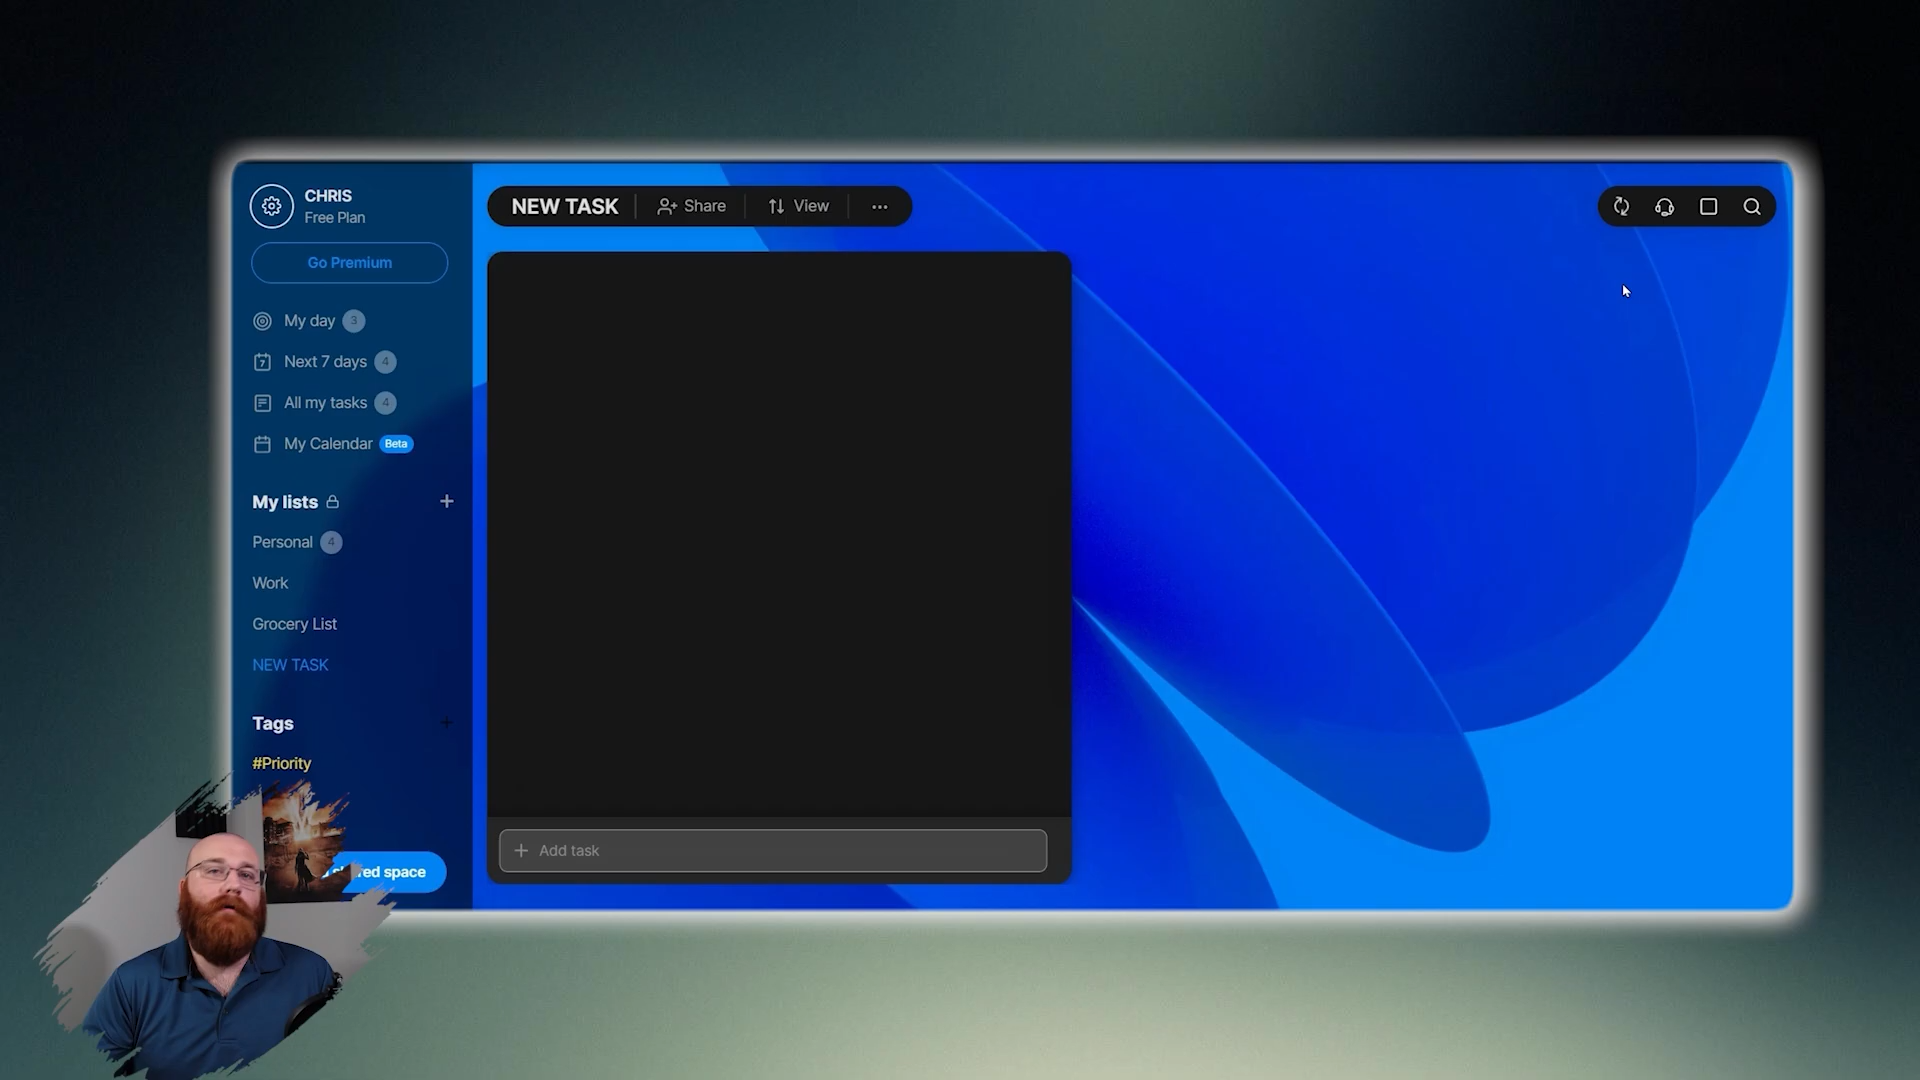 CHRIS
Free Plan
Go Premium
My day 3
Next 7 days 4
All my tasks 4
My Calendar Beta
My lists
Personal 4
Work
Grocery List
NEW TASK
Tags
#Priority
space
NEW TASK
Share
View
Add task